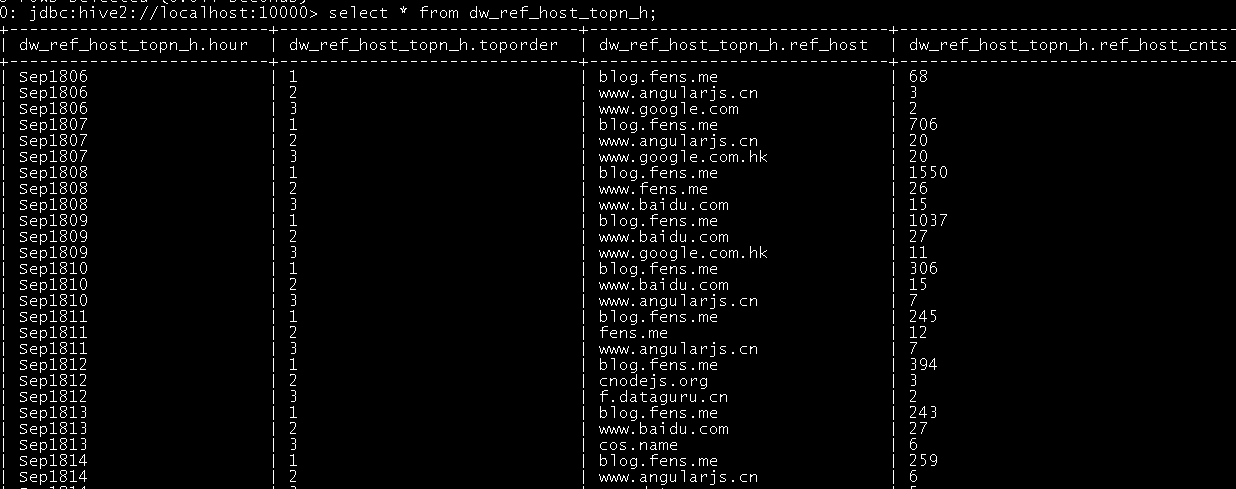 0: jdbc:hive2://localhost:10000> select * from dw_ref_host_topn_h;
| dw_ref_host_topn_h.hour | dw_ref_host_topn_h.toporder | dw_ref_host_topn_h.ref_host | dw_ref_host_topn_h.ref_host_cnts
| Sep1806 | 1 | blog.fens.me | 68
| Sep1806 | 2 | www.angularjs.cn | 3
| Sep1806 | 3 | www.google.com | 2
| Sep1807 | 1 | blog.fens.me | 706
| Sep1807 | 2 | www.angularjs.cn | 20
| Sep1807 | 3 | www.google.com.hk | 20
| Sep1808 | 1 | blog.fens.me | 1550
| Sep1808 | 2 | www.fens.me | 26
| Sep1808 | 3 | www.baidu.com | 15
| Sep1809 | 1 | blog.fens.me | 1037
| Sep1809 | 2 | www.baidu.com | 27
| Sep1809 | 3 | www.google.com.hk | 11
| Sep1810 | 1 | blog.fens.me | 306
| Sep1810 | 2 | www.baidu.com | 15
| Sep1810 | 3 | www.angularjs.cn | 7
| Sep1811 | 1 | blog.fens.me | 245
| Sep1811 | 2 | fens.me | 12
| Sep1811 | 3 | www.angularjs.cn | 7
| Sep1812 | 1 | blog.fens.me | 394
| Sep1812 | 2 | cnodejs.org | 3
| Sep1812 | 3 | f.dataguru.cn | 2
| Sep1813 | 1 | blog.fens.me | 243
| Sep1813 | 2 | www.baidu.com | 27
| Sep1813 | 3 | cos.name | 6
| Sep1814 | 1 | blog.fens.me | 259
| Sep1814 | 2 | www.angularjs.cn | 6